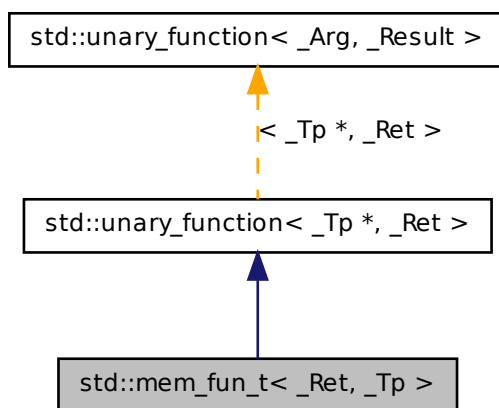 std::unary_function< _Arg, _Result >
< _Tp *, _Ret >
std::unary_function< _Tp *, _Ret >
std::mem_fun_t< _Ret, _Tp >